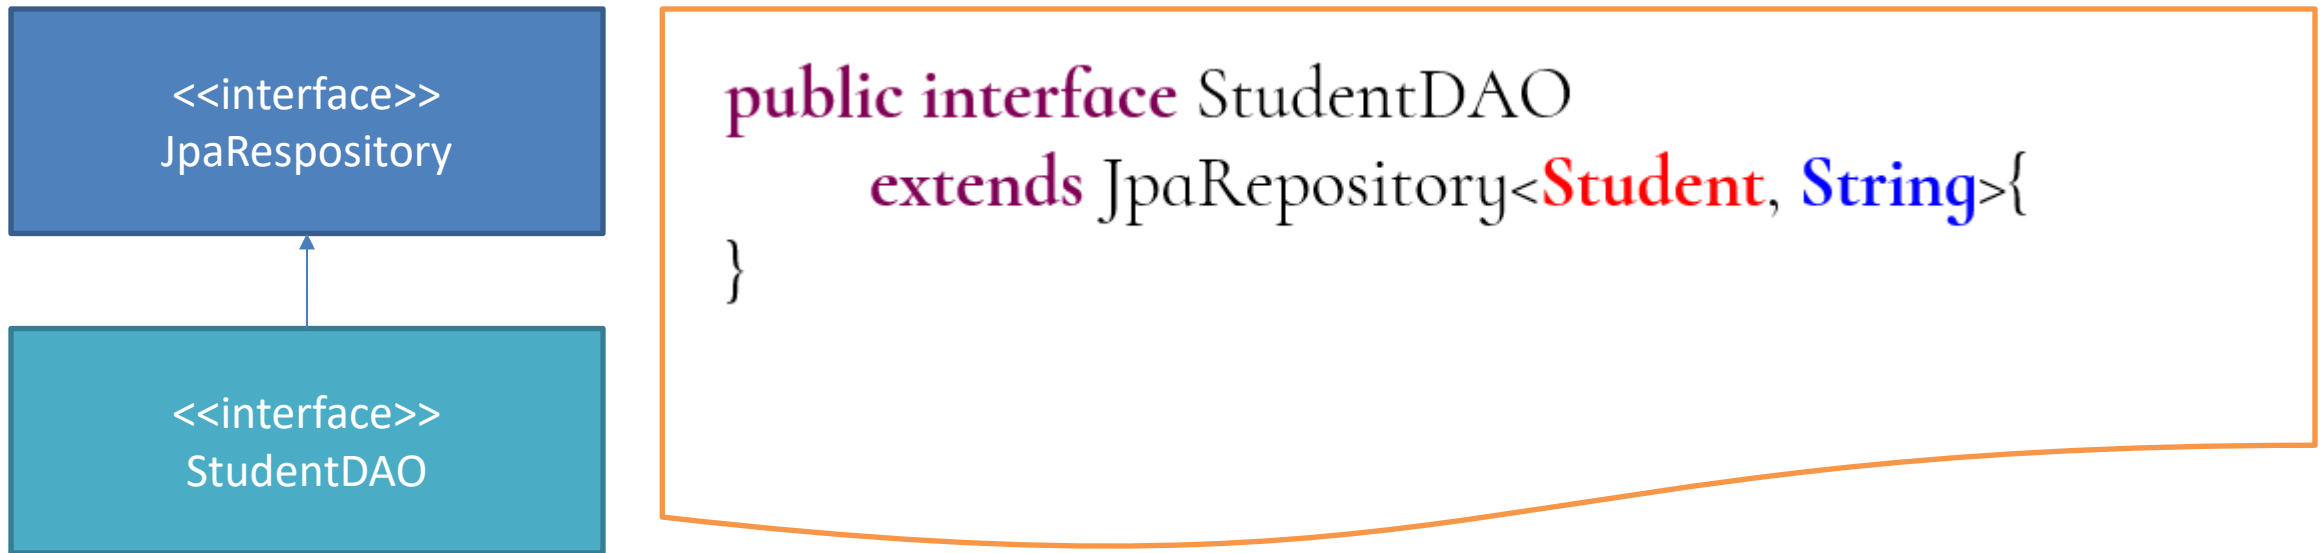 <<interface>>
JpaRespository
<<interface>>
StudentDAO
public interface StudentDAO
extends JpaRepository<Student, String>{
}